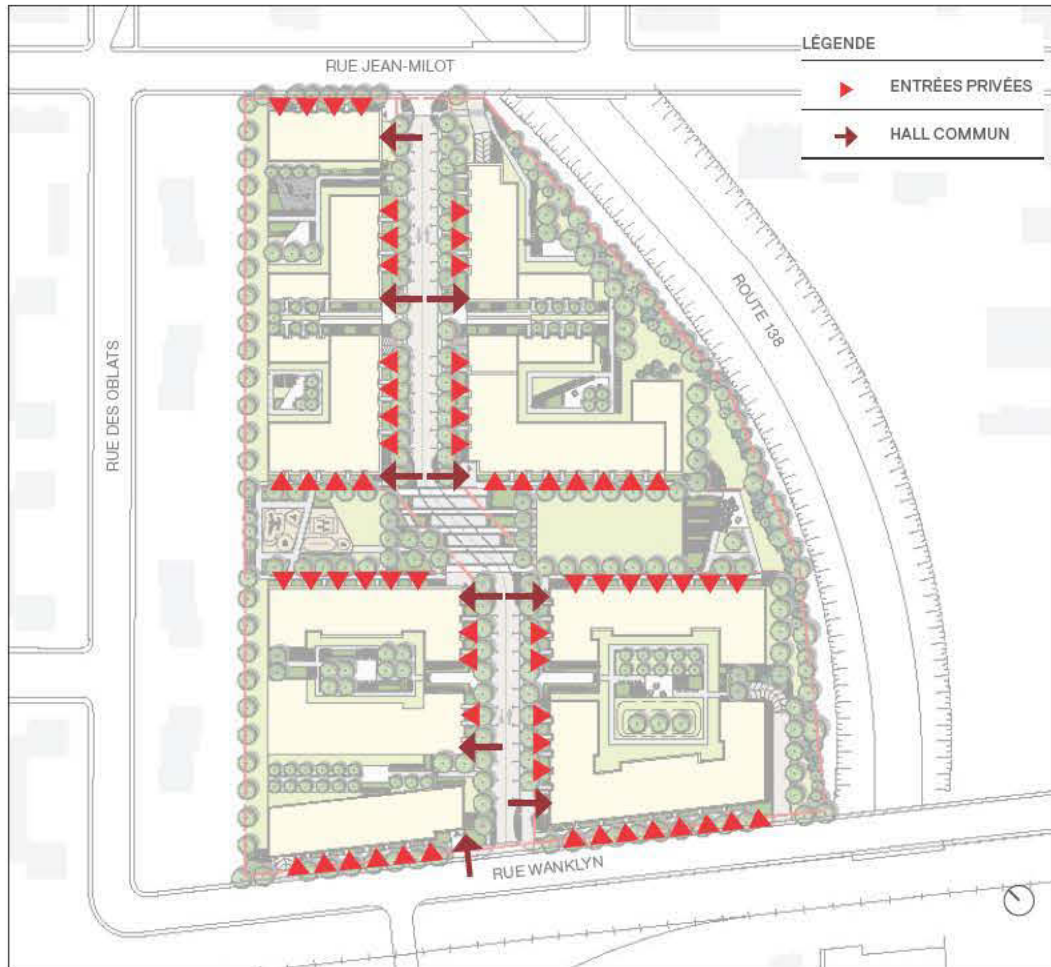 LÉGENDE
ENTRÉES PRIVÉES
HALL COMMUN
RUE JEAN-MILOT
ROUTE 138
RUE DES OBLATS
RUE WANKLYN